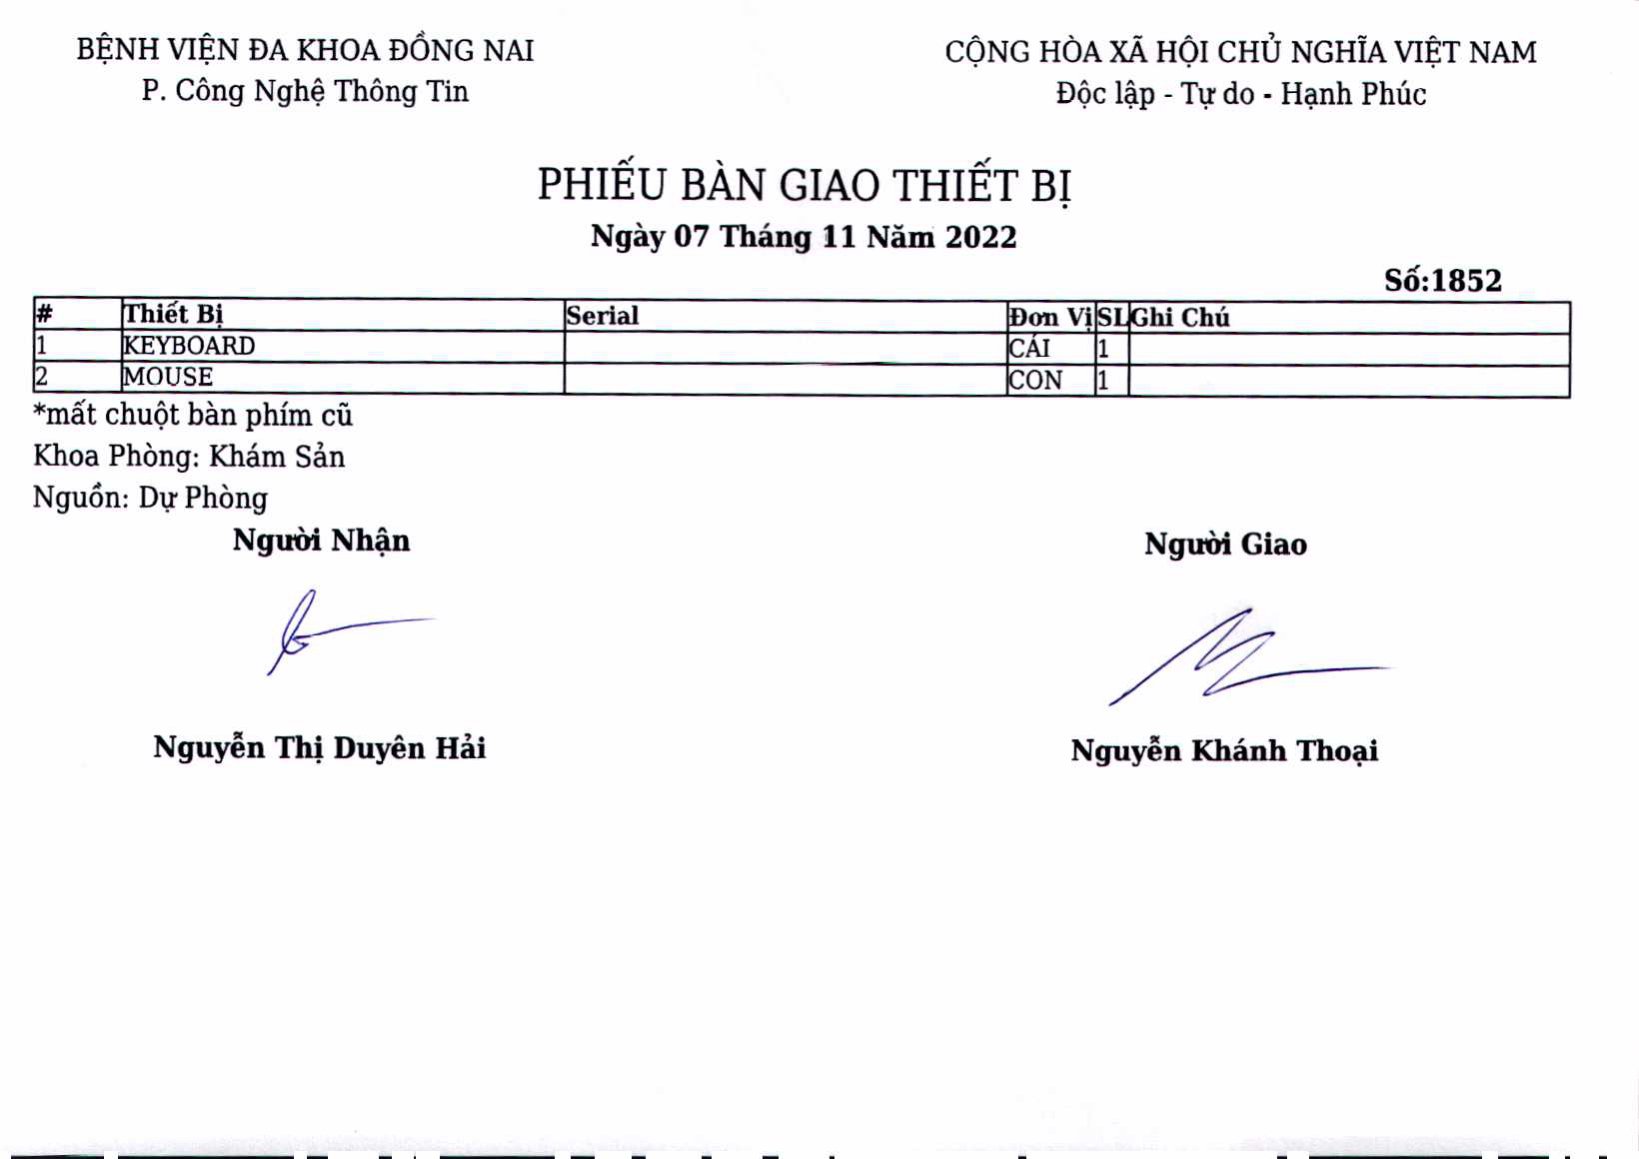 BỆNH VIỆN ĐA KHOA ĐỒNG NAI
P. Công Nghệ Thông Tin
CỘNG HÒA XÃ HỘI CHỦ NGHĨA VIỆT NAM
Độc lập - Tự do - Hạnh Phúc
PHIẾU BÀN GIAO THIẾT BỊ
Ngày 07 Tháng 11 Năm 2022
Số:1852
# Thiết Bị Serial Đơn Vị SL Ghi Chú
1 KEYBOARD CÁI 1
2 MOUSE CON 1
*mất chuột bàn phím cũ
Khoa Phòng: Khám Sản
Nguồn: Dự Phòng
Người Nhận Người Giao
Nguyễn Thị Duyên Hải Nguyễn Khánh Thoại